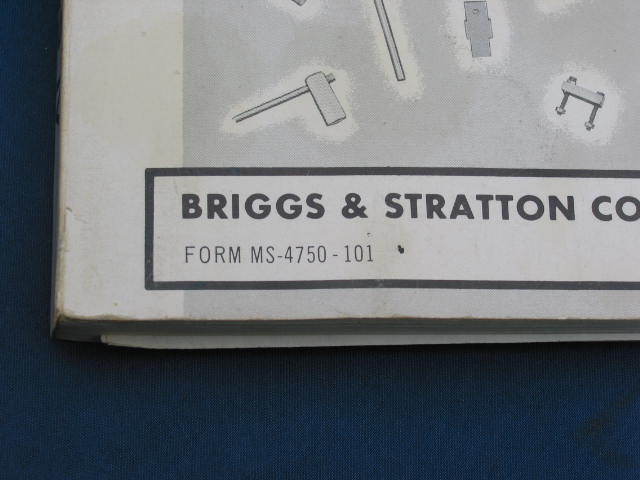 BRIGGS & STRATTON CO
FORM MS-4750-101